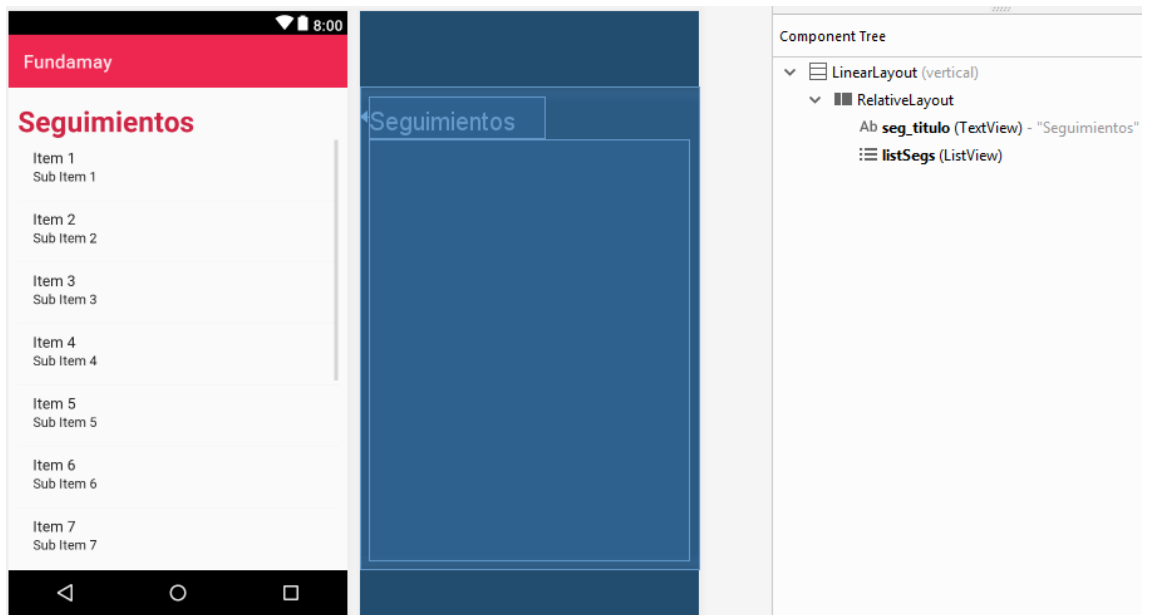 8:00
Fundamay
Seguimientos
Item 1
Sub Item 1
Item 2
Sub Item 2
Item 3
Sub Item 3
Item 4
Sub Item 4
Item 5
Sub Item 5
Item 6
Sub Item 6
Item 7
Sub Item 7
Seguimientos
Component Tree
LinearLayout (vertical)
RelativeLayout
Ab seg_titulo (TextView) - "Seguimientos"
listSegs (ListView)